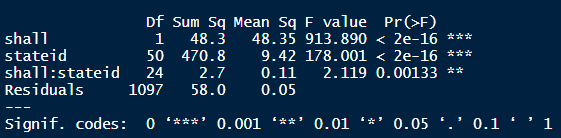 Df Sum Sq Mean Sq F value Pr(>F)
shall 1 48.3 48.35 913.890 < 2e-16 ***
stateid 50 470.8 9.42 178.001 < 2e-16 ***
shall:stateid 24 2.7 0.11 2.119 0.00133 **
Residuals 1097 58.0 0.05
---
Signif. codes: 0 ‘***’ 0.001 ‘**’ 0.01 ‘*’ 0.05 ‘.’ 0.1 ‘ ’ 1